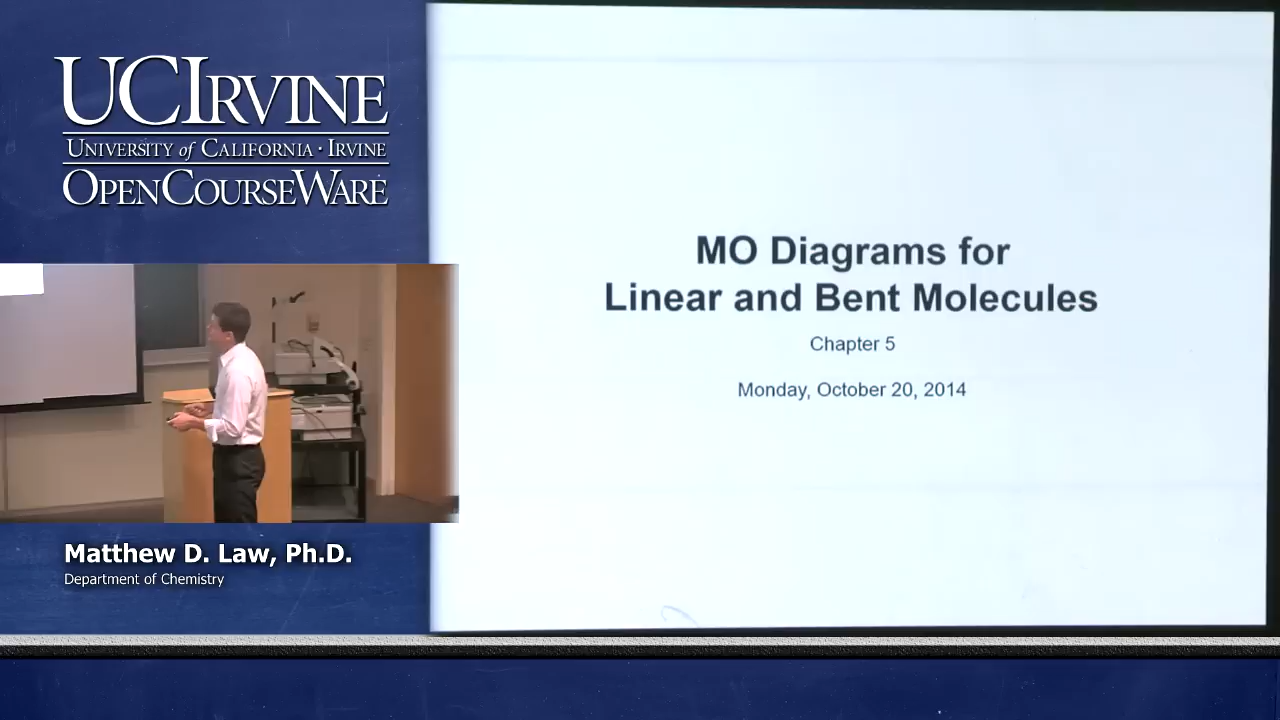 UCIRVINE
UNIVERSITY of CALIFORNIA · IRVINE
OPENCOURSEWARE
MO Diagrams for
Linear and Bent Molecules
Chapter 5
Monday, October 20, 2014
Matthew D. Law, Ph.D.
Department of Chemistry